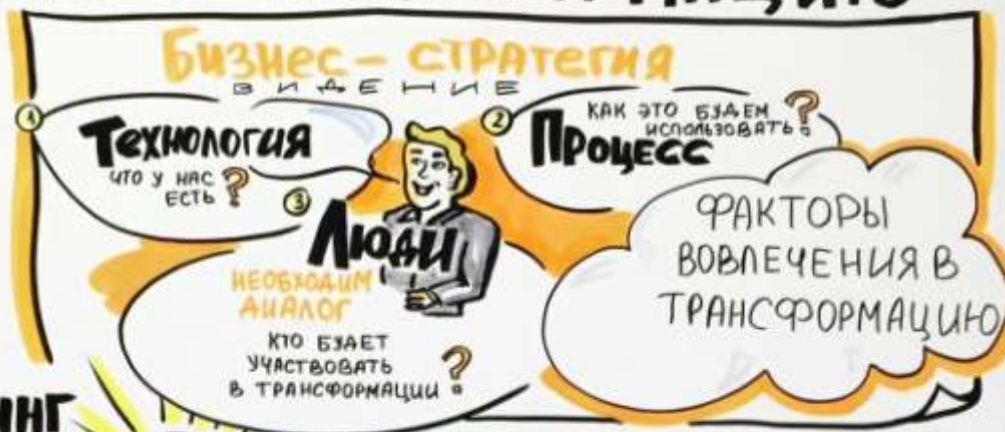 Бизнес – стратегия
ВИДЕНИЕ
1
Технология
ЧТО У НАС
ЕСТЬ ?
2
КАК ЭТО БУДЕМ
ИСПОЛЬЗОВАТЬ ?
Процесс
3
Люди
НЕОБХОДИМ
ДИАЛОГ
КТО БУДЕТ
УЧАСТВОВАТЬ
В ТРАНСФОРМАЦИИ ?
ФАКТОРЫ
ВОВЛЕЧЕНИЯ В
ТРАНСФОРМАЦИЮ